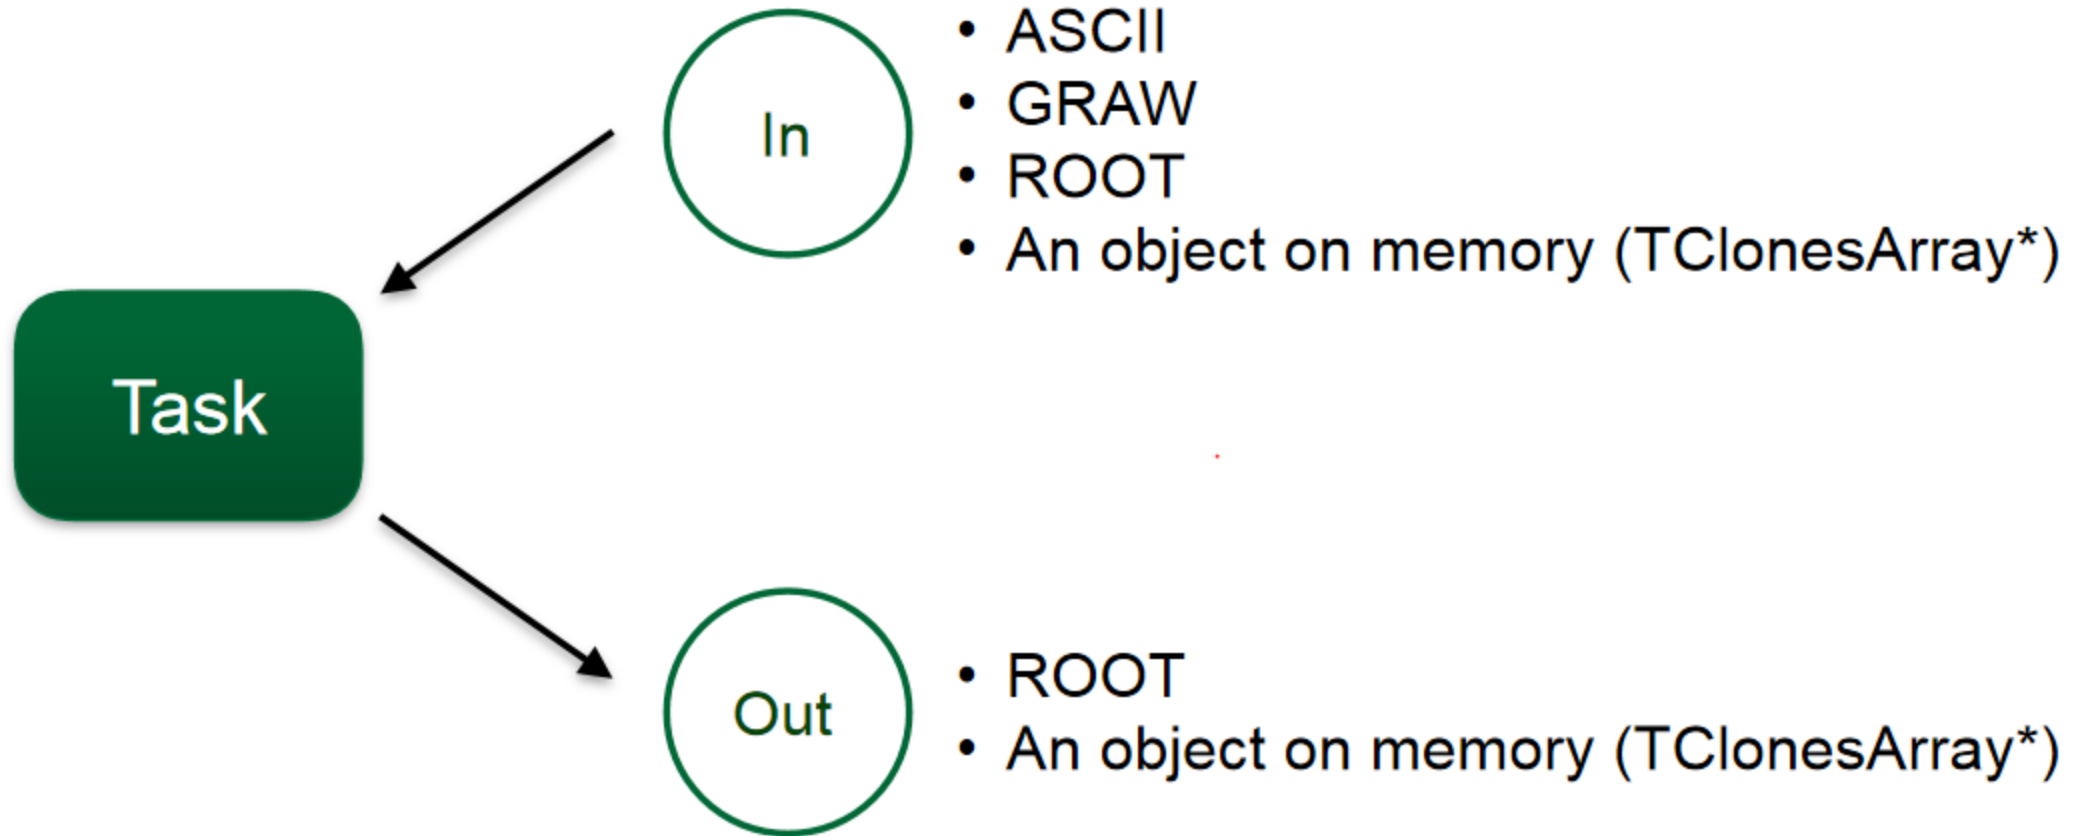 In
• ASCII
• GRAW
• ROOT
• An object on memory (TClonesArray*)
Task
Out
• ROOT
• An object on memory (TClonesArray*)